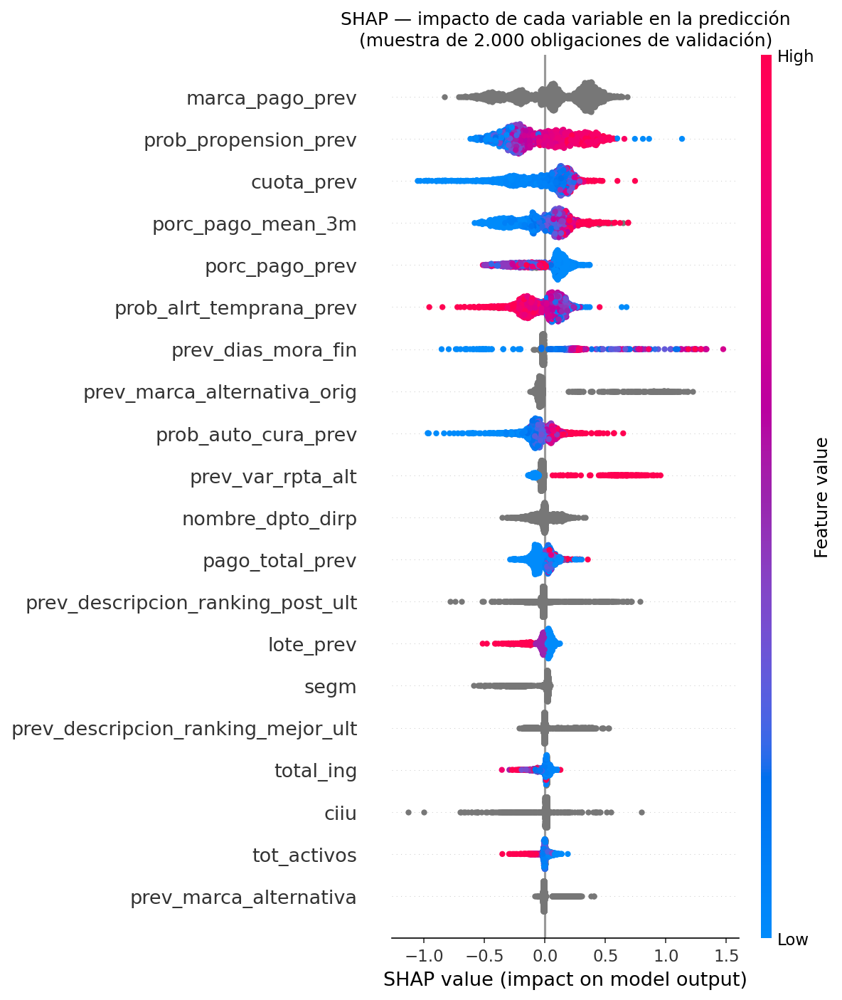 SHAP — impacto de cada variable en la predicción
(muestra de 2.000 obligaciones de validación)
High
marca_pago_prev
prob_propension_prev
cuota_prev
porc_pago_mean_3m
porc_pago_prev
prob_alrt_temprana_prev
prev_dias_mora_fin
prev_marca_alternativa_orig
prob_auto_cura_prev
prev_var_rpta_alt
nombre_dpto_dirp
pago_total_prev
prev_descripcion_ranking_post_ult
lote_prev
segm
prev_descripcion_ranking_mejor_ult
total_ing
ciiu
tot_activos
prev_marca_alternativa
Feature value
Low
−1.0 −0.5 0.0 0.5 1.0 1.5
SHAP value (impact on model output)